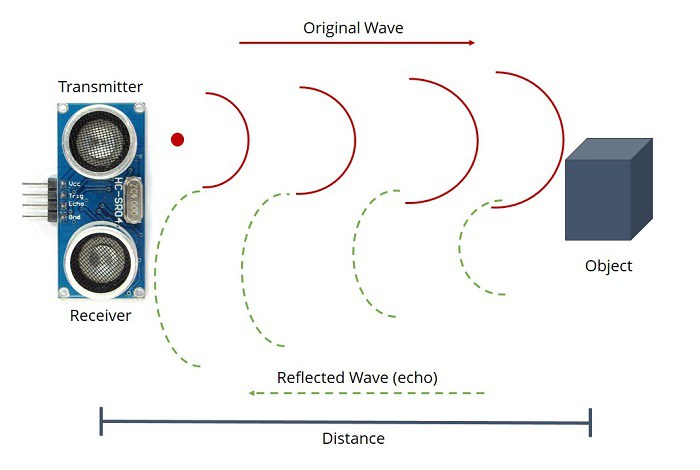 Original Wave
Transmitter
Vcc
Trig
Echo
Gnd
HC-SR04
Receiver
Object
Reflected Wave (echo)
Distance